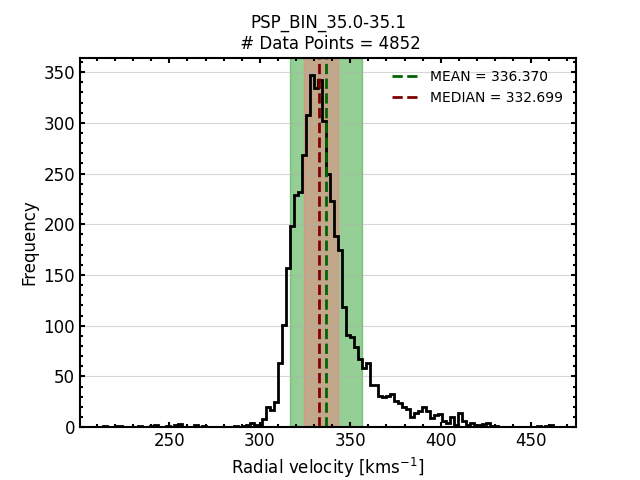 PSP_BIN_35.0-35.1
# Data Points = 4852
MEAN = 336.370
MEDIAN = 332.699
350
300
250
200
150
100
50
0
Frequency
250 300 350 400 450
Radial velocity [kms⁻¹]